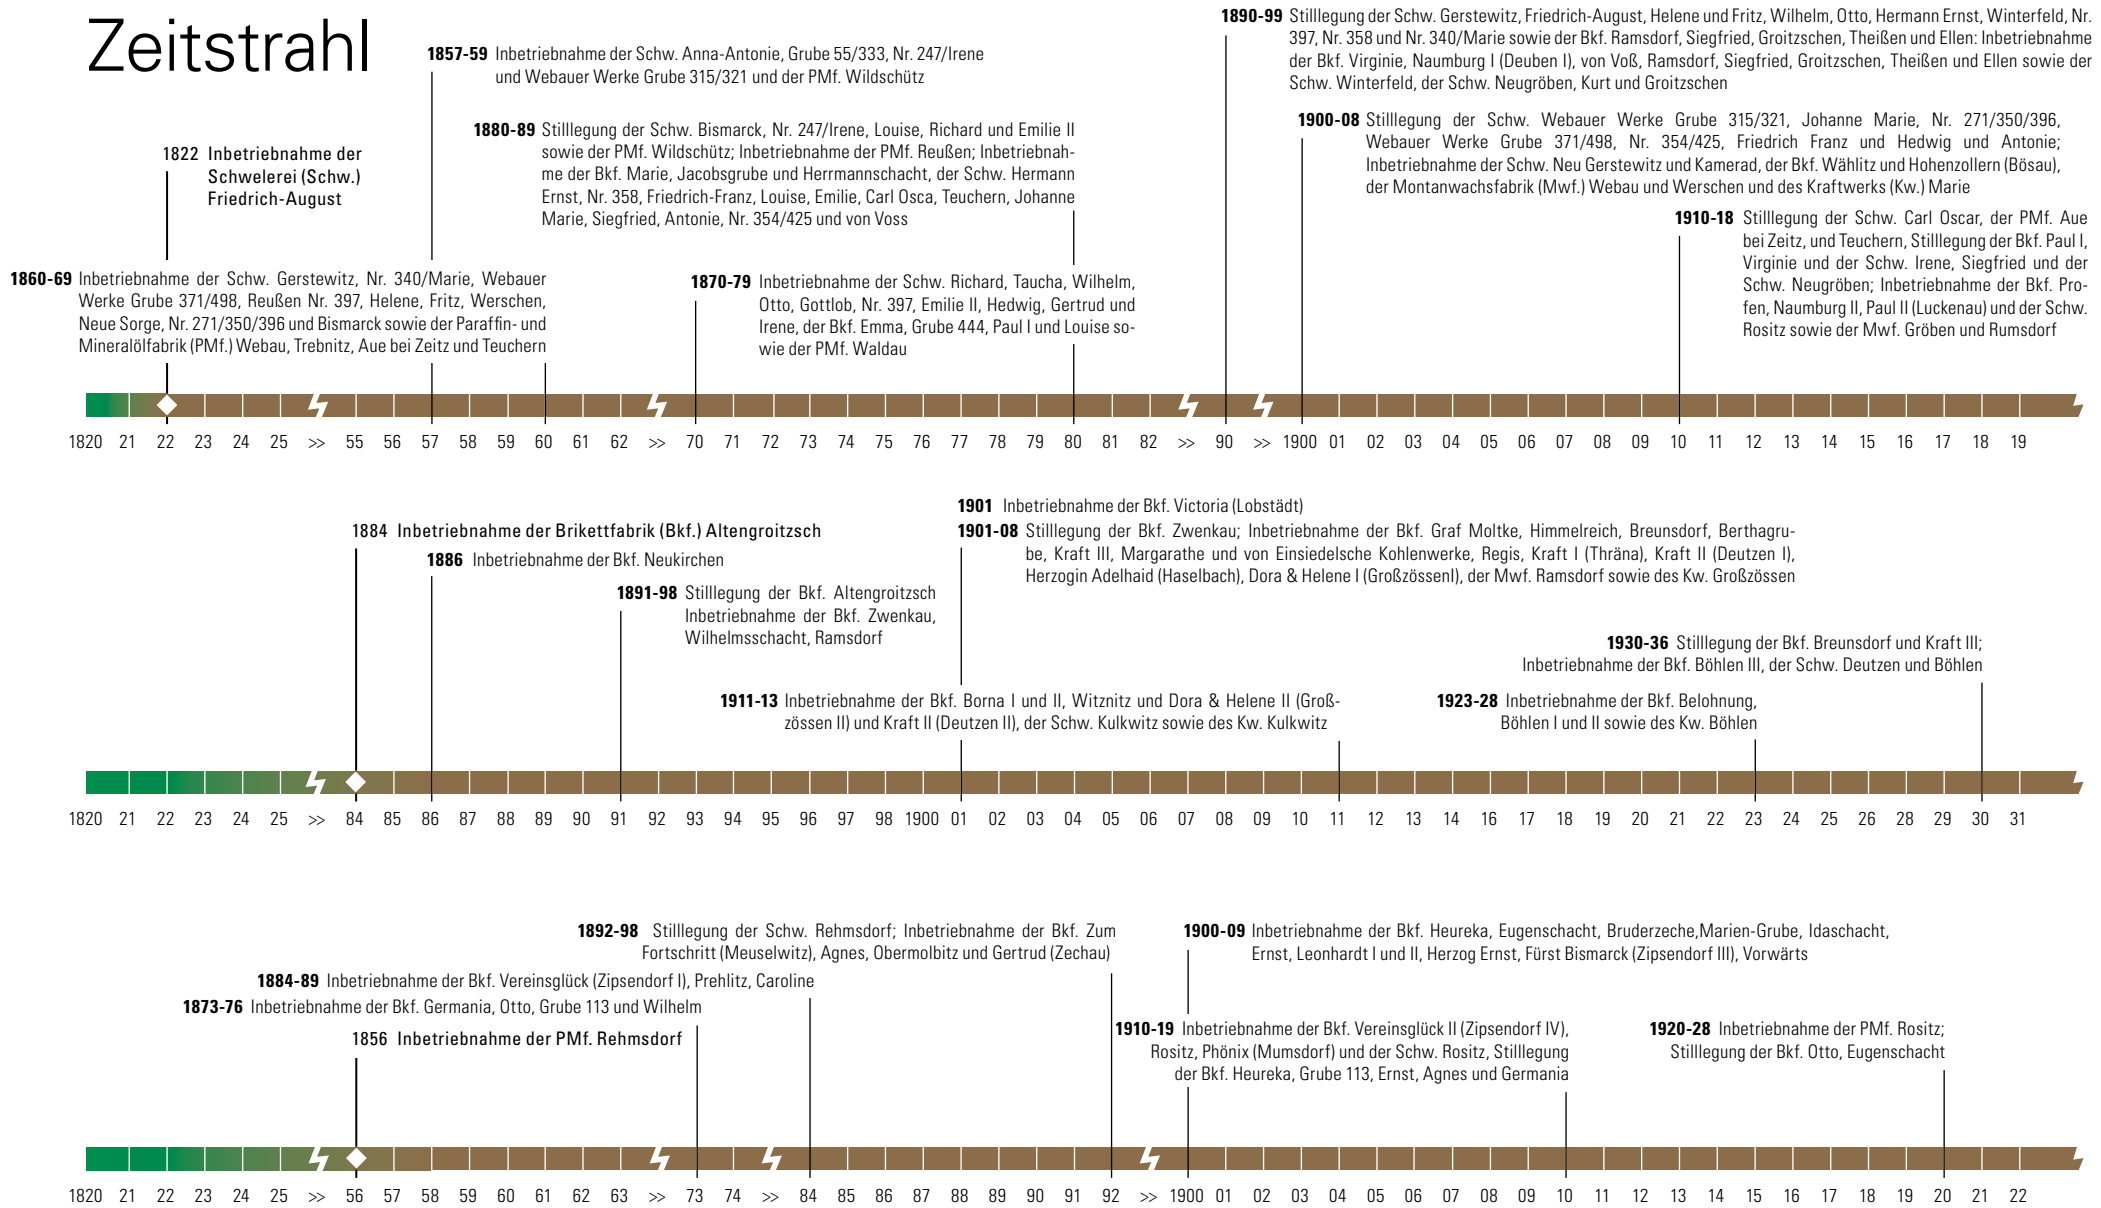 Zeitstrahl
1857-59 Inbetriebnahme der Schw. Anna-Antonie, Grube 55/333, Nr. 247/Irene
und Webauer Werke Grube 315/321 und der PMf. Wildschütz
1890-99 Stilllegung der Schw. Gerstewitz, Friedrich-August, Helene und Fritz, Wilhelm, Otto, Hermann Ernst, Winterfeld, Nr.
397, Nr. 358 und Nr. 340/Marie sowie der Bkf. Ramsdorf, Siegfried, Groitzschen, Theißen und Ellen: Inbetriebnahme
der Bkf. Virginie, Naumburg I (Deuben I), von Voß, Ramsdorf, Siegfried, Groitzschen, Theißen und Ellen sowie der
Schw. Winterfeld, der Schw. Neugröben, Kurt und Groitzschen
1880-89 Stilllegung der Schw. Bismarck, Nr. 247/Irene, Louise, Richard und Emilie II
sowie der PMf. Wildschütz; Inbetriebnahme der PMf. Reußen; Inbetriebnah-
me der Bkf. Marie, Jacobsgrube und Herrmannschacht, der Schw. Hermann
Ernst, Nr. 358, Friedrich-Franz, Louise, Emilie, Carl Osca, Teuchern, Johanne
Marie, Siegfried, Antonie, Nr. 354/425 und von Voss
1900-08 Stilllegung der Schw. Webauer Werke Grube 315/321, Johanne Marie, Nr. 271/350/396,
Webauer Werke Grube 371/498, Nr. 354/425, Friedrich Franz und Hedwig und Antonie;
Inbetriebnahme der Schw. Neu Gerstewitz und Kamerad, der Bkf. Wählitz und Hohenzollern (Bösau),
der Montanwachsfabrik (Mwf.) Webau und Werschen und des Kraftwerks (Kw.) Marie
1822 Inbetriebnahme der
Schwelerei (Schw.)
Friedrich-August
1910-18 Stilllegung der Schw. Carl Oscar, der PMf. Aue
bei Zeitz, und Teuchern, Stilllegung der Bkf. Paul I,
Virginie und der Schw. Irene, Siegfried und der
Schw. Neugröben; Inbetriebnahme der Bkf. Pro-
fen, Naumburg II, Paul II (Luckenau) und der Schw.
Rositz sowie der Mwf. Gröben und Rumsdorf
1860-69 Inbetriebnahme der Schw. Gerstewitz, Nr. 340/Marie, Webauer
Werke Grube 371/498, Reußen Nr. 397, Helene, Fritz, Werschen,
Neue Sorge, Nr. 271/350/396 und Bismarck sowie der Paraffin- und
Mineralölfabrik (PMf.) Webau, Trebnitz, Aue bei Zeitz und Teuchern
1870-79 Inbetriebnahme der Schw. Richard, Taucha, Wilhelm,
Otto, Gottlob, Nr. 397, Emilie II, Hedwig, Gertrud und
Irene, der Bkf. Emma, Grube 444, Paul I und Louise so-
wie der PMf. Waldau
1820 21 22 23 24 25 >> 55 56 57 58 59 60 61 62 >> 70 71 72 73 74 75 76 77 78 79 80 81 82 >> 90 >> 1900 01 02 03 04 05 06 07 08 09 10 11 12 13 14 15 16 17 18 19
1901 Inbetriebnahme der Bkf. Victoria (Lobstädt)
1884 Inbetriebnahme der Brikettfabrik (Bkf.) Altengroitzsch
1901-08 Stilllegung der Bkf. Zwenkau; Inbetriebnahme der Bkf. Graf Moltke, Himmelreich, Breunsdorf, Berthagru-
be, Kraft III, Margarathe und von Einsiedelsche Kohlenwerke, Regis, Kraft I (Thräna), Kraft II (Deutzen I),
Herzogin Adelhaid (Haselbach), Dora & Helene I (GroßzössenI), der Mwf. Ramsdorf sowie des Kw. Großzössen
1886 Inbetriebnahme der Bkf. Neukirchen
1891-98 Stilllegung der Bkf. Altengroitzsch
Inbetriebnahme der Bkf. Zwenkau,
Wilhelmsschacht, Ramsdorf
1930-36 Stilllegung der Bkf. Breunsdorf und Kraft III;
Inbetriebnahme der Bkf. Böhlen III, der Schw. Deutzen und Böhlen
1911-13 Inbetriebnahme der Bkf. Borna I und II, Witznitz und Dora & Helene II (Groß-
zössen II) und Kraft II (Deutzen II), der Schw. Kulkwitz sowie des Kw. Kulkwitz
1923-28 Inbetriebnahme der Bkf. Belohnung,
Böhlen I und II sowie des Kw. Böhlen
1820 21 22 23 24 25 >> 84 85 86 87 88 89 90 91 92 93 94 95 96 97 98 1900 01 02 03 04 05 06 07 08 09 10 11 12 13 14 16 17 18 19 20 21 22 23 24 25 26 28 29 30 31
1892-98 Stilllegung der Schw. Rehmsdorf; Inbetriebnahme der Bkf. Zum
Fortschritt (Meuselwitz), Agnes, Obermolbitz und Gertrud (Zechau)
1900-09 Inbetriebnahme der Bkf. Heureka, Eugenschacht, Bruderzeche,Marien-Grube, Idaschacht,
Ernst, Leonhardt I und II, Herzog Ernst, Fürst Bismarck (Zipsendorf III), Vorwärts
1884-89 Inbetriebnahme der Bkf. Vereinsglück (Zipsendorf I), Prehlitz, Caroline
1873-76 Inbetriebnahme der Bkf. Germania, Otto, Grube 113 und Wilhelm
1856 Inbetriebnahme der PMf. Rehmsdorf
1910-19 Inbetriebnahme der Bkf. Vereinsglück II (Zipsendorf IV),
Rositz, Phönix (Mumsdorf) und der Schw. Rositz, Stilllegung
der Bkf. Heureka, Grube 113, Ernst, Agnes und Germania
1920-28 Inbetriebnahme der PMf. Rositz;
Stilllegung der Bkf. Otto, Eugenschacht
1820 21 22 23 24 25 >> 56 57 58 59 60 61 62 63 >> 73 74 >> 84 85 86 87 88 89 90 91 92 >> 1900 01 02 03 04 05 06 07 08 09 10 11 12 13 14 15 16 17 18 19 20 21 22